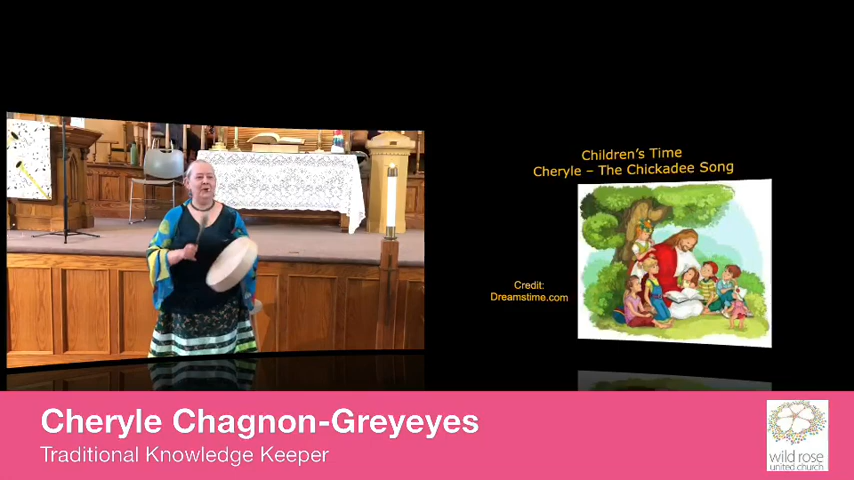 Children's Time
Cheryle – The Chickadee Song
Credit:
Dreamstime.com
Cheryle Chagnon-Greyeyes
Traditional Knowledge Keeper
wild rose
united church